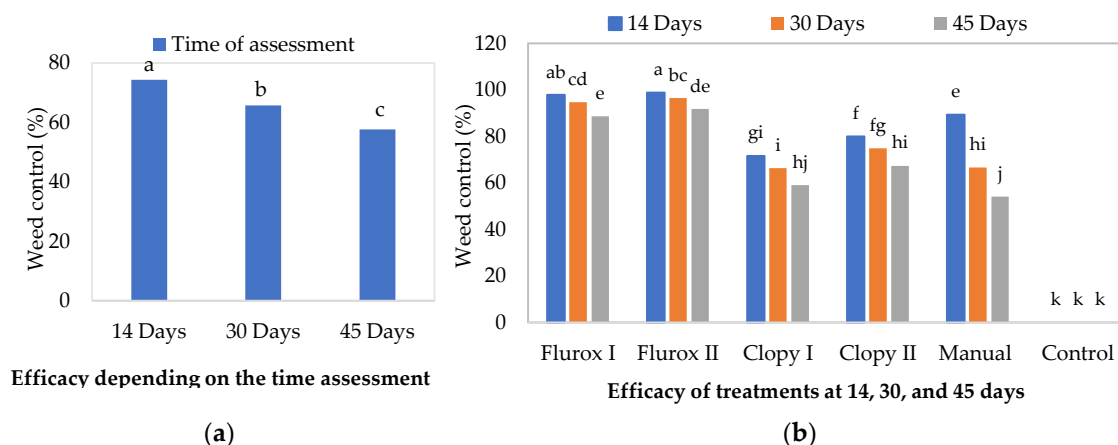 Time of assessment
80
60
40
20
0
Weed control (%)
a
b
c
14 Days
30 Days
45 Days
Efficacy depending on the time assessment
(a)
14 Days
30 Days
45 Days
120
100
80
60
40
20
0
Weed control (%)
ab cd e
a bc de
gi i hj
f fg hi
e hi j
k k k
Flurox I
Flurox II
Clopy I
Clopy II
Manual
Control
Efficacy of treatments at 14, 30, and 45 days
(b)